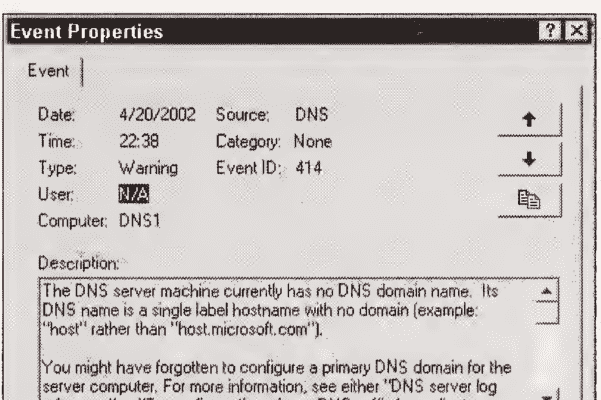 Event Properties
Event
Date: 4/20/2002 Source: DNS
Time: 22:38 Category: None
Type: Warning Event ID: 414
User: N/A
Computer: DNS1
Description:
The DNS server machine currently has no DNS domain name. Its
DNS name is a single label hostname with no domain (example:
"host" rather than "host.microsoft.com").
You might have forgotten to configure a primary DNS domain for the
server computer. For more information, see either "DNS server log